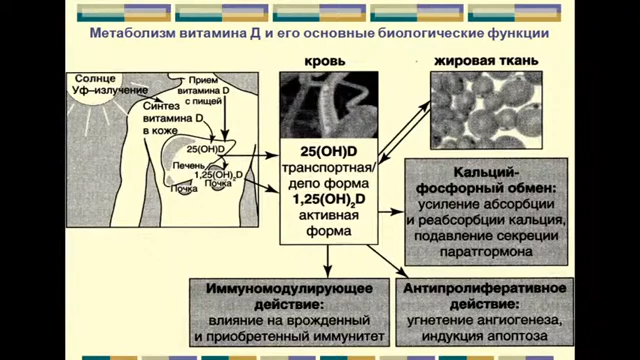 Метаболизм витамина Д и его основные биологические функции
кровь
жировая ткань
Солнце
Уф–излучение
Прием
витамина D
с пищей
Синтез
витамина D
в коже
25(OH)D
Печень
1,25(OH)2D
Почка
Почка
25(OH)D
транспортная/
депо форма
1,25(OH)2D
активная
форма
Кальций-
фосфорный обмен:
усиление абсорбции
и реабсорбции кальция,
подавление секреции
паратгормона
Иммуномодулирующее
действие:
влияние на врожденный
и приобретенный иммунитет
Антипролиферативное
действие:
угнетение ангиогенеза,
индукция апоптоза